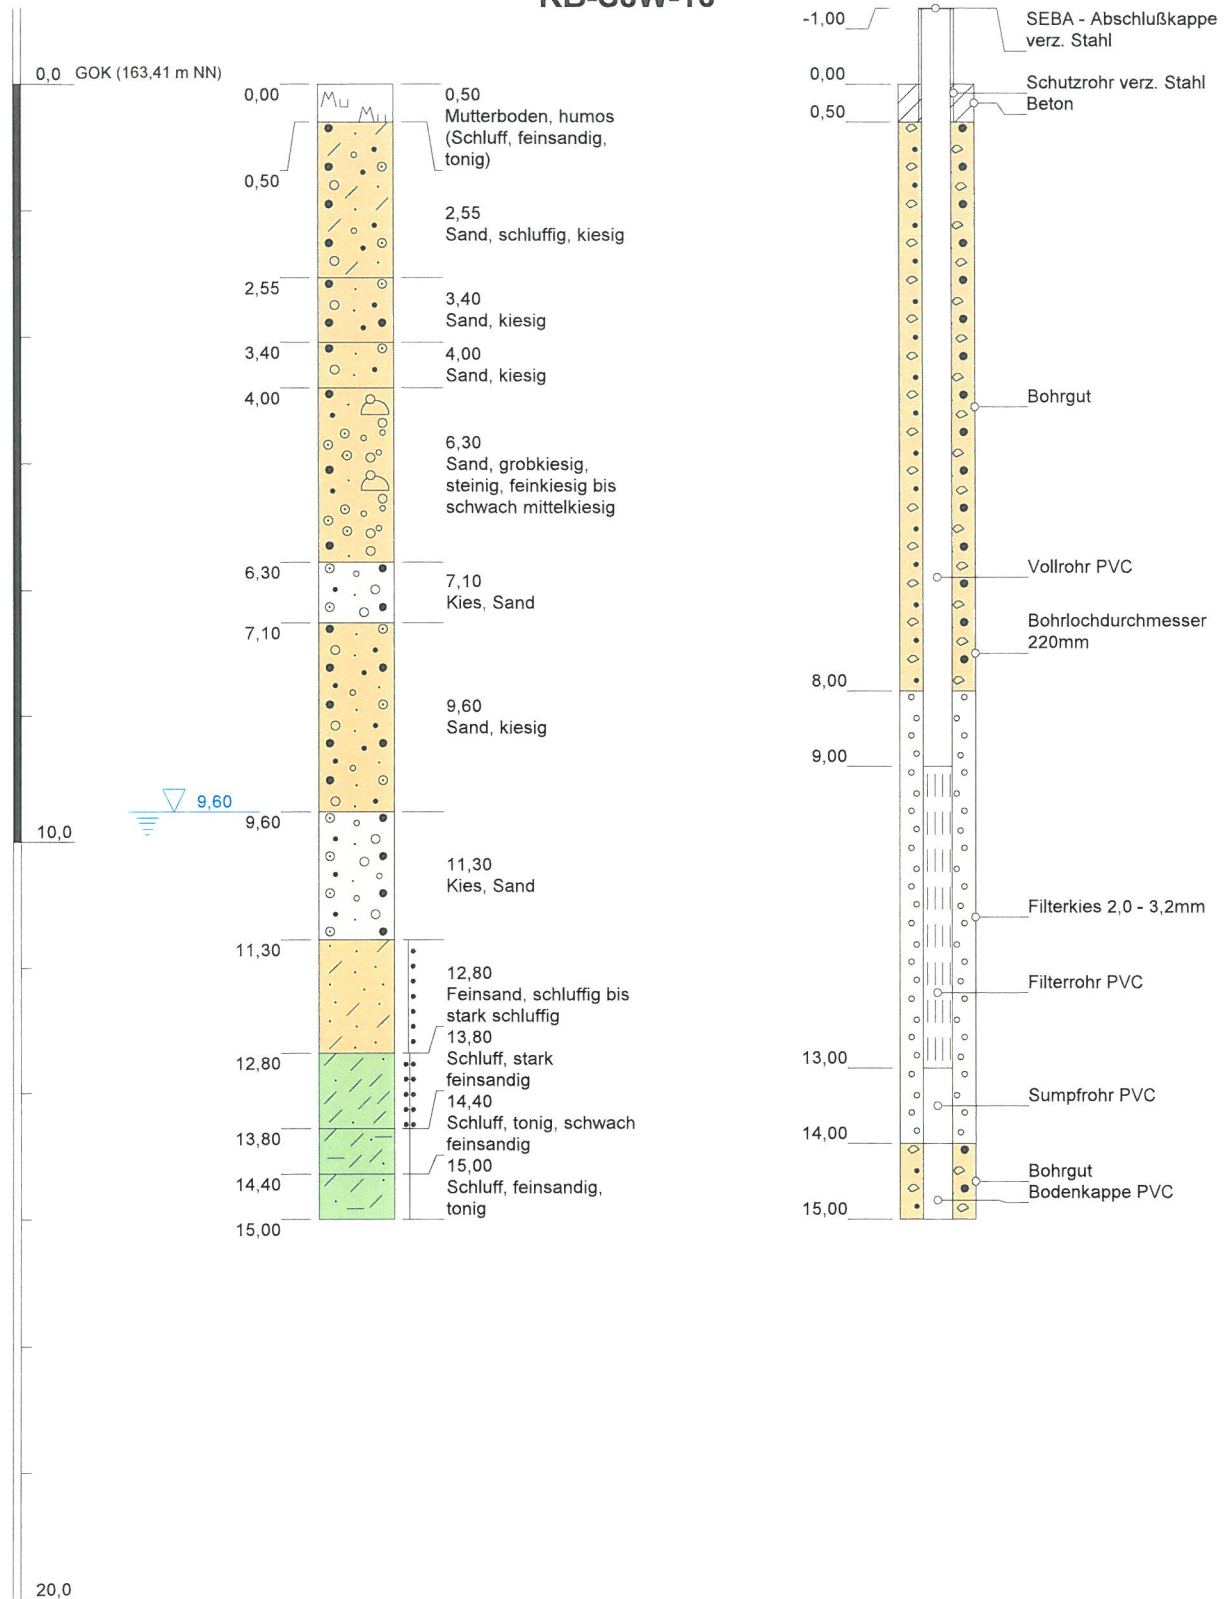 -1,00
SEBA - Abschlußkappe
verz. Stahl
0,0 GOK (163,41 m NN)
0,00
0,50
Mutterboden, humos
(Schluff, feinsandig,
tonig)
0,50
2,55
Sand, schluffig, kiesig
2,55
3,40
Sand, kiesig
3,40
4,00
Sand, kiesig
4,00
6,30
Sand, grobkiesig,
steinig, feinkiesig bis
schwach mittelkiesig
6,30
7,10
Kies, Sand
7,10
9,60
Sand, kiesig
9,60
9,60
10,0
11,30
Kies, Sand
11,30
12,80
Feinsand, schluffig bis
stark schluffig
12,80
13,80
Schluff, stark
feinsandig
13,80
14,40
Schluff, tonig, schwach
feinsandig
14,40
15,00
Schluff, feinsandig,
tonig
15,00
20,0
Mu
Mu
0,00
0,50
Schutzrohr verz. Stahl
Beton
Bohrgut
Vollrohr PVC
Bohrlochdurchmesser
220mm
8,00
9,00
Filterkies 2,0 - 3,2mm
Filterrohr PVC
13,00
Sumpfrohr PVC
14,00
Bohrgut
Bodenkappe PVC
15,00